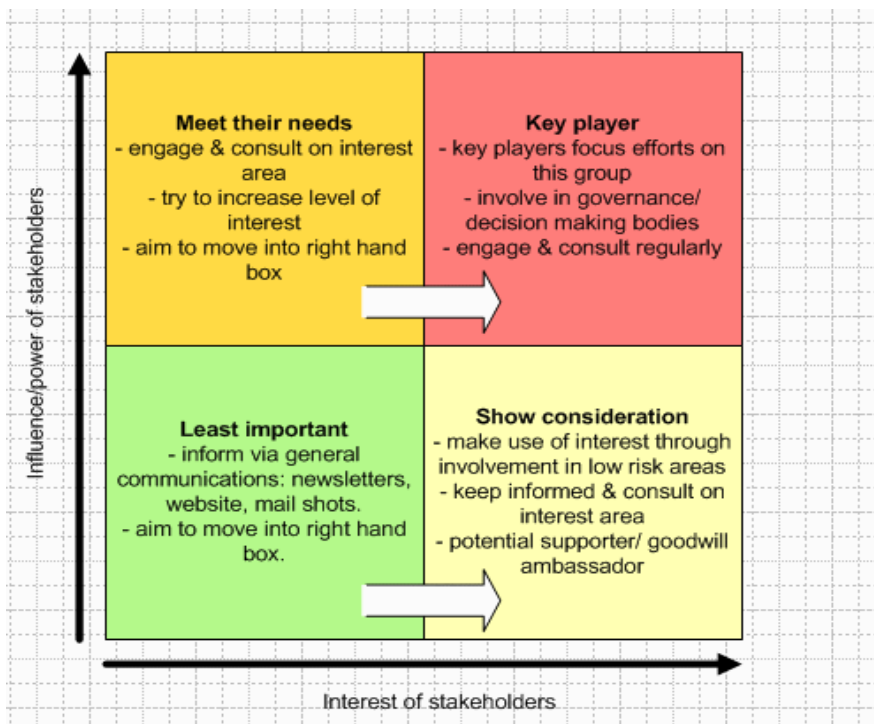 Influence/power of stakeholders
Meet their needs
- engage & consult on interest
area
- try to increase level of
interest
- aim to move into right hand
box
Key player
- key players focus efforts on
this group
- involve in governance/
decision making bodies
- engage & consult regularly
Least important
- inform via general
communications: newsletters,
website, mail shots.
- aim to move into right hand
box.
Show consideration
- make use of interest through
involvement in low risk areas
- keep informed & consult on
interest area
- potential supporter/ goodwill
ambassador
Interest of stakeholders